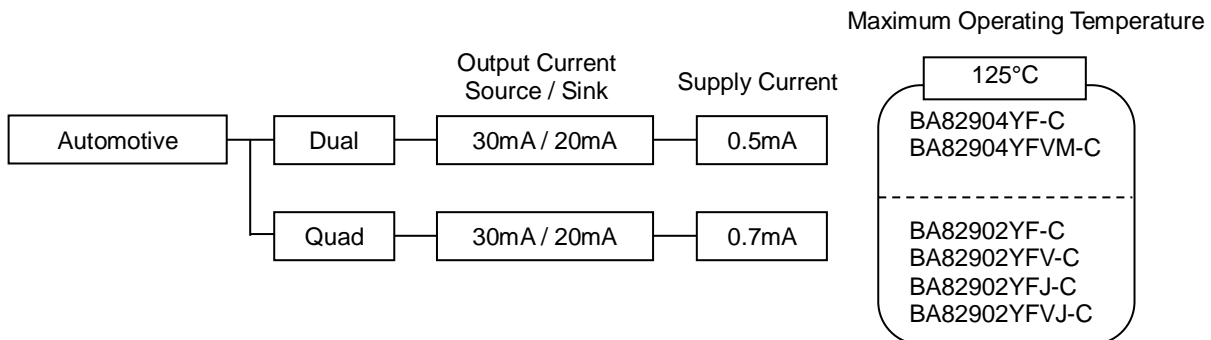 Maximum Operating Temperature
Output Current
Source / Sink
Supply Current
125°C
Automotive
Dual
30mA / 20mA
0.5mA
BA82904YF-C
BA82904YFVM-C
Quad
30mA / 20mA
0.7mA
BA82902YF-C
BA82902YFV-C
BA82902YFJ-C
BA82902YFVJ-C